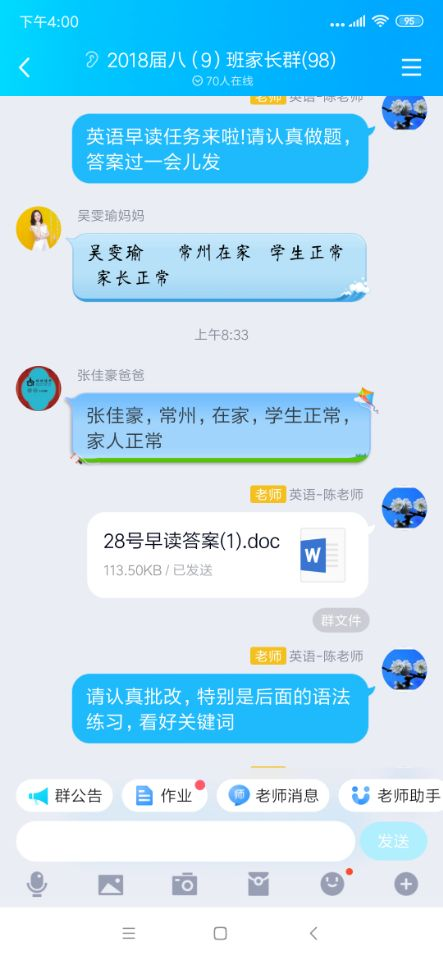 下午4:00
95
2018届八（9）班家长群(98)
70人在线
老师 英语-陈老师
英语早读任务来啦!请认真做题，
答案过一会儿发
吴雯瑜妈妈
吴雯瑜 常州在家 学生正常
家长正常
上午8:33
张佳豪爸爸
张佳豪，常州，在家，学生正常，
家人正常
老师 英语-陈老师
28号早读答案(1).doc
W
113.50KB / 已发送
群文件
老师 英语-陈老师
请认真批改，特别是后面的语法
练习，看好关键词
群公告 作业 师 老师消息 老师助手
发送